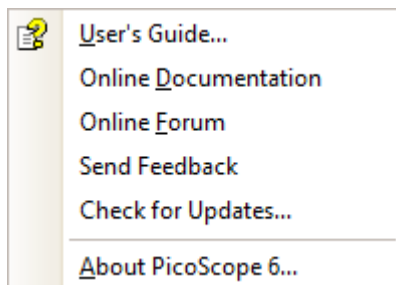 User's Guide...
Online Documentation
Online Forum
Send Feedback
Check for Updates...
About PicoScope 6...